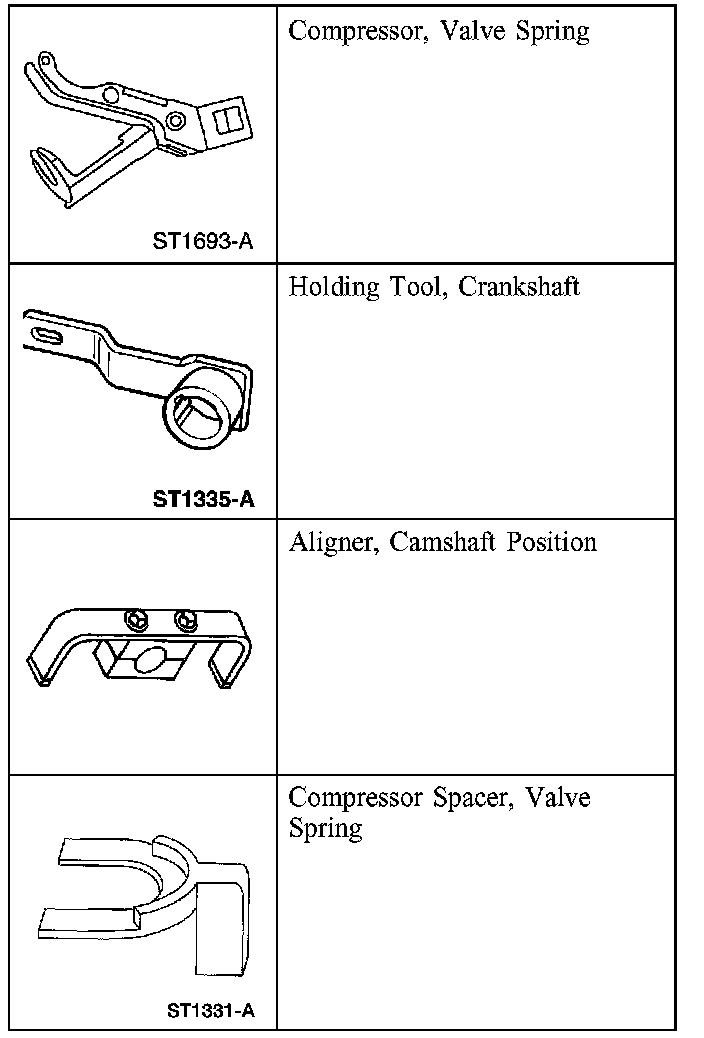 Compressor, Valve Spring
ST1693-A
Holding Tool, Crankshaft
ST1335-A
Aligner, Camshaft Position
Compressor Spacer, Valve
Spring
ST1331-A